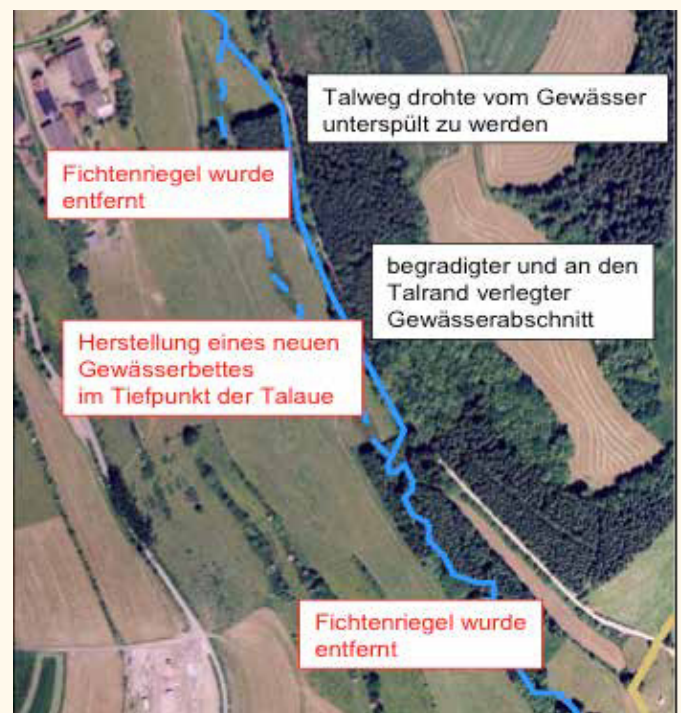 Talweg drohte vom Gewässer
unterspült zu werden
Fichtenriegel wurde
entfernt
begradigter und an den
Talrand verlegter
Gewässerabschnitt
Herstellung eines neuen
Gewässerbettes
im Tiefpunkt der Talaue
Fichtenriegel wurde
entfernt